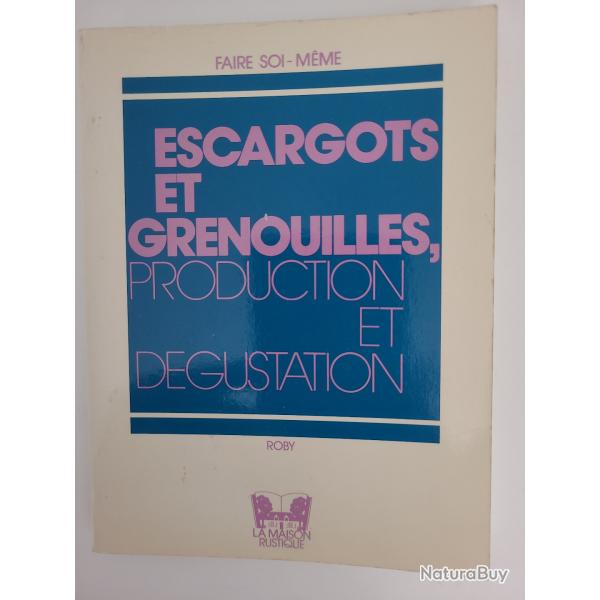 FAIRE SOI-MÊME
ESCARGOTS
ET
GRENOUILLES,
PRODUCTION
ET
DEGUSTATION
ROBY
LA MAISON
RUSTIQUE
NaturaBuy